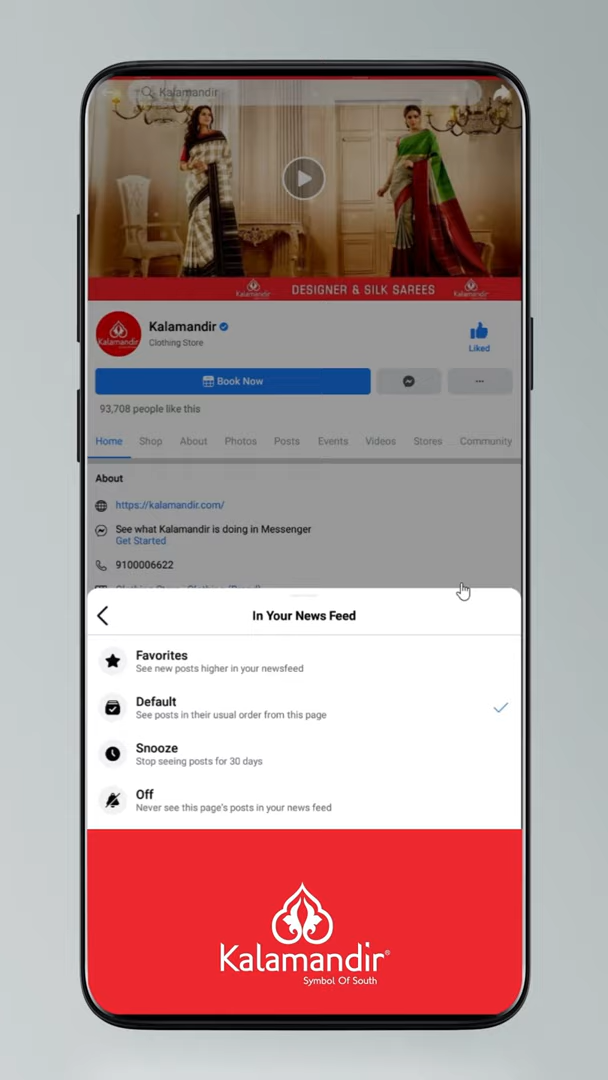 Kalamandir
Kalamandir
DESIGNER & SILK SAREES
Kalamandir
Kalamandir
Kalamandir
Clothing Store
Liked
Book Now
93,708 people like this
Home Shop About Photos Posts Events Videos Stores Community
About
https://kalamandir.com/
See what Kalamandir is doing in Messenger
Get Started
9100006622
In Your News Feed
Favorites
See new posts higher in your newsfeed
Default
See posts in their usual order from this page
Snooze
Stop seeing posts for 30 days
Off
Never see this page's posts in your news feed
Kalamandir®
Symbol Of South